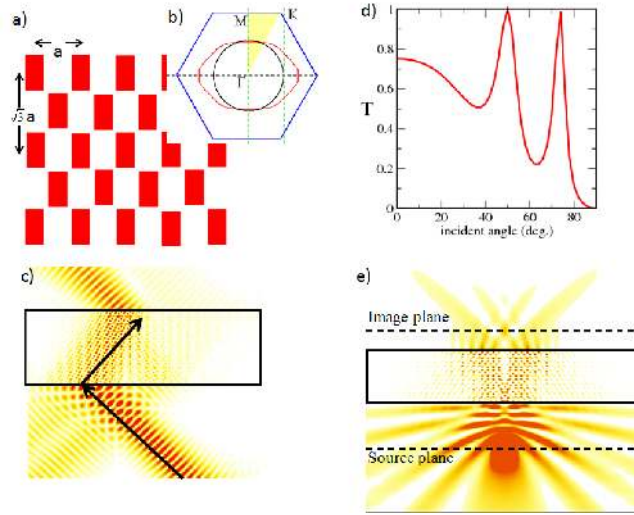 a)
a
√3 a
b)
M
K
Γ
c)
d)
1
0.8
0.6
T
0.4
0.2
0
0 20 40 60 80
incident angle (deg.)
e)
Image plane
Source plane